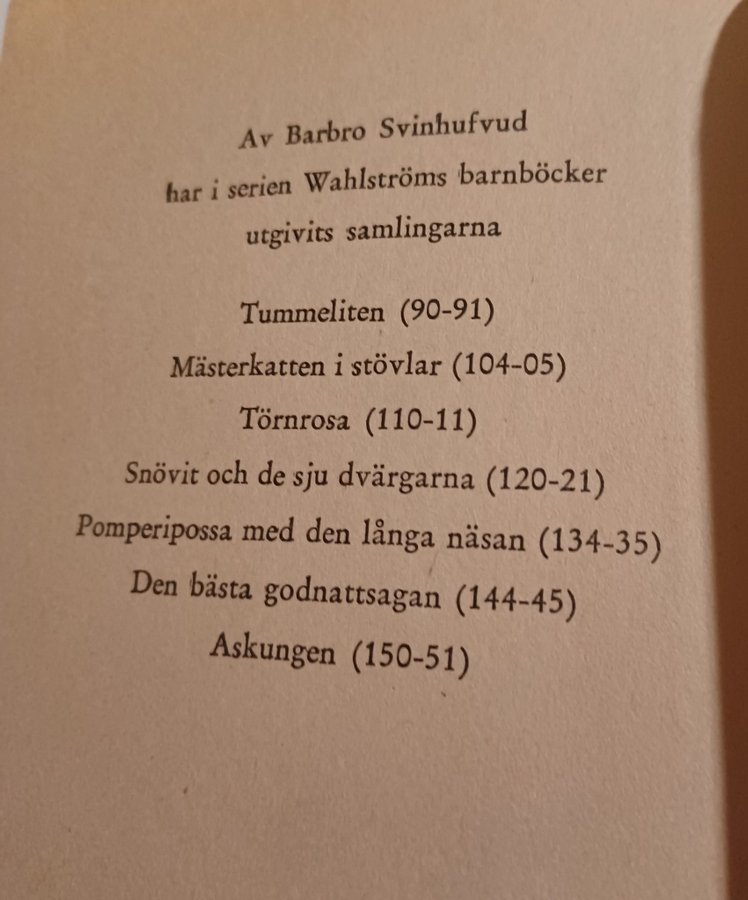 Av Barbro Svinhufvud
har i serien Wahlströms barnböcker
utgivits samlingarna
Tummeliten (90-91)
Mästerkatten i stövlar (104-05)
Törnrosa (110-11)
Snövit och de sju dvärgarna (120-21)
Pomperipossa med den långa näsan (134-35)
Den bästa godnattsagan (144-45)
Askungen (150-51)